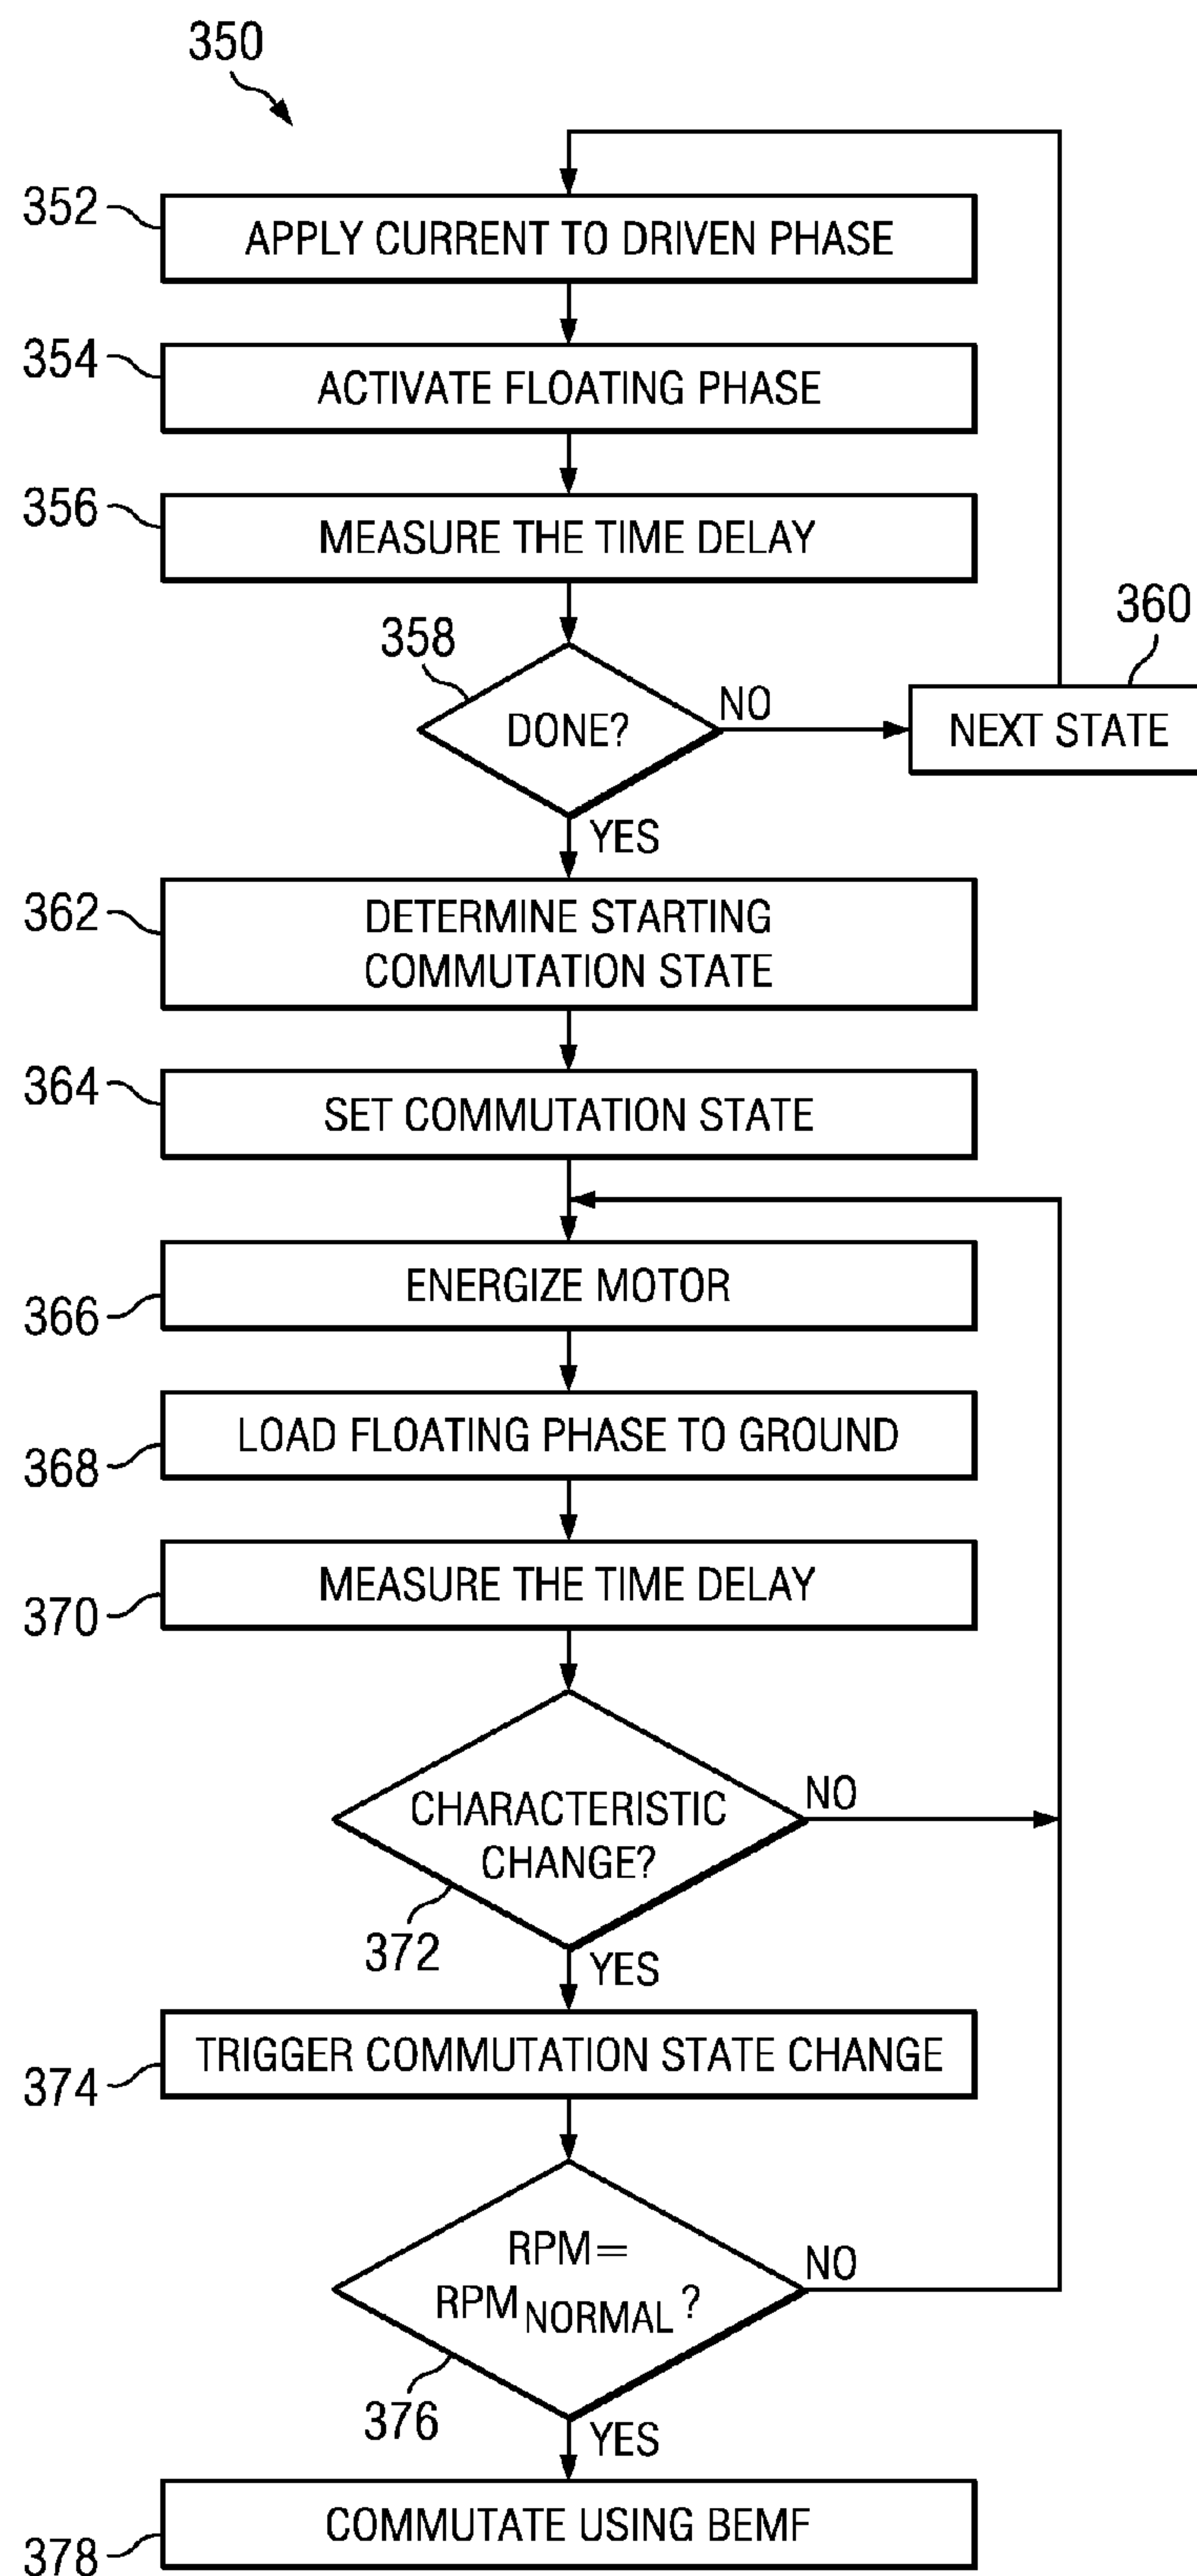 350
352
APPLY CURRENT TO DRIVEN PHASE
354
ACTIVATE FLOATING PHASE
356
MEASURE THE TIME DELAY
358
DONE?
NO
360
NEXT STATE
YES
362
DETERMINE STARTING
COMMUTATION STATE
364
SET COMMUTATION STATE
366
ENERGIZE MOTOR
368
LOAD FLOATING PHASE TO GROUND
370
MEASURE THE TIME DELAY
CHARACTERISTIC
CHANGE?
NO
372
YES
374
TRIGGER COMMUTATION STATE CHANGE
RPM=
RPM NORMAL ?
NO
376
YES
378
COMMUTATE USING BEMF